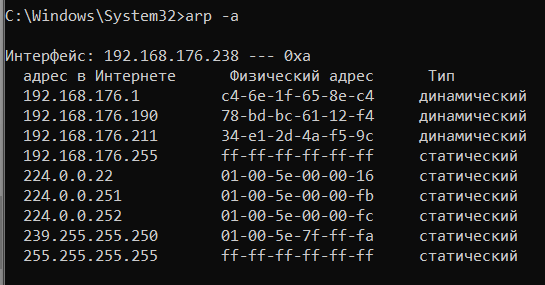 C:\Windows\System32>arp -a
Интерфейс: 192.168.176.238 --- 0xa
адрес в Интернете Физический адрес Тип
192.168.176.1 c4-6e-1f-65-8e-c4 динамический
192.168.176.190 78-bd-bc-61-12-f4 динамический
192.168.176.211 34-e1-2d-4a-f5-9c динамический
192.168.176.255 ff-ff-ff-ff-ff-ff статический
224.0.0.22 01-00-5e-00-00-16 статический
224.0.0.251 01-00-5e-00-00-fb статический
224.0.0.252 01-00-5e-00-00-fc статический
239.255.255.250 01-00-5e-7f-ff-fa статический
255.255.255.255 ff-ff-ff-ff-ff-ff статический